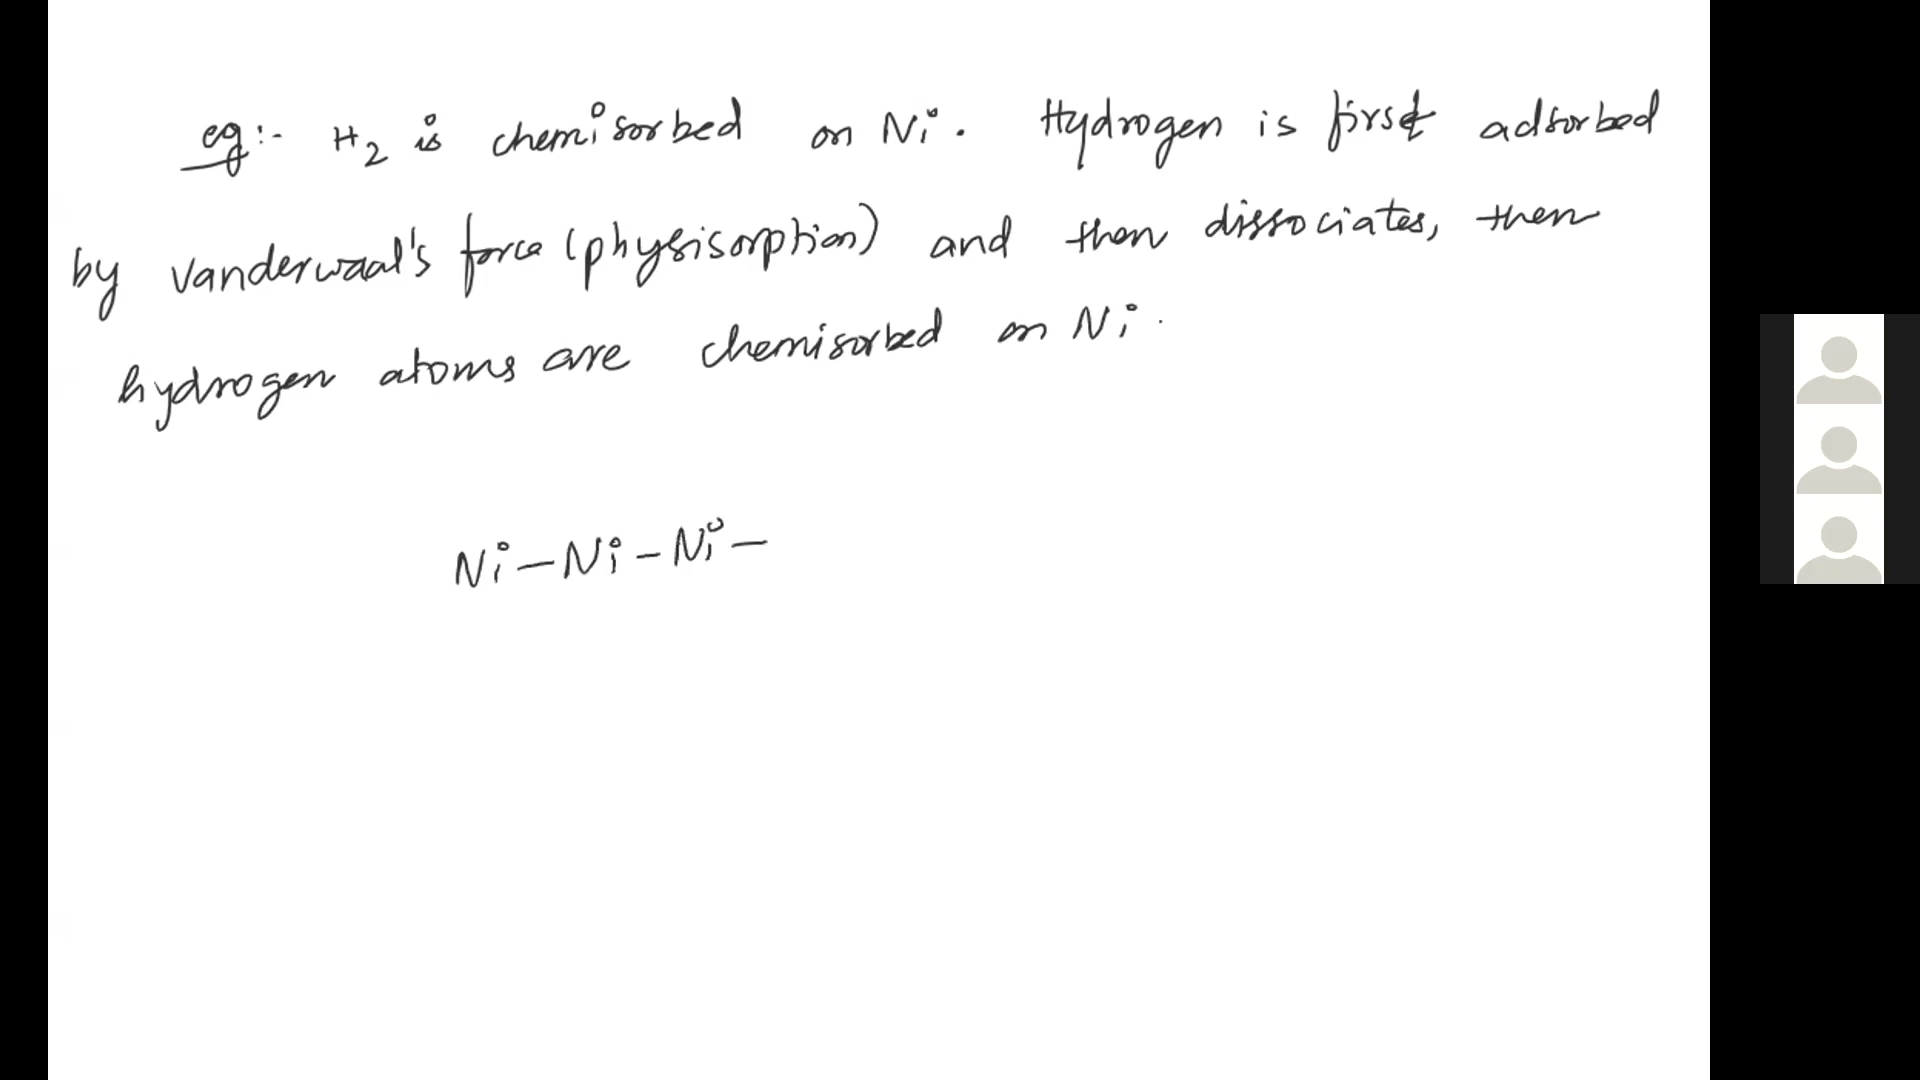 eg:- H2 is chemisorbed on Ni. Hydrogen is first adsorbed
by Vanderwaal's force (physisorption) and then dissociates, then
hydrogen atoms are chemisorbed on Ni.
Ni-Ni-Ni-